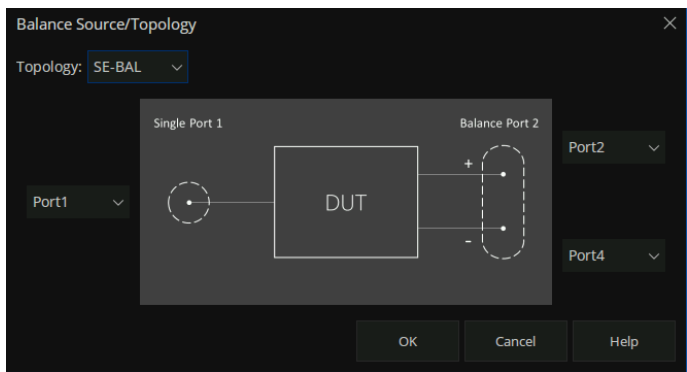 Balance Source/Topology
Topology: SE-BAL
Single Port 1
Balance Port 2
Port1
DUT
+
-
Port2
Port4
OK
Cancel
Help